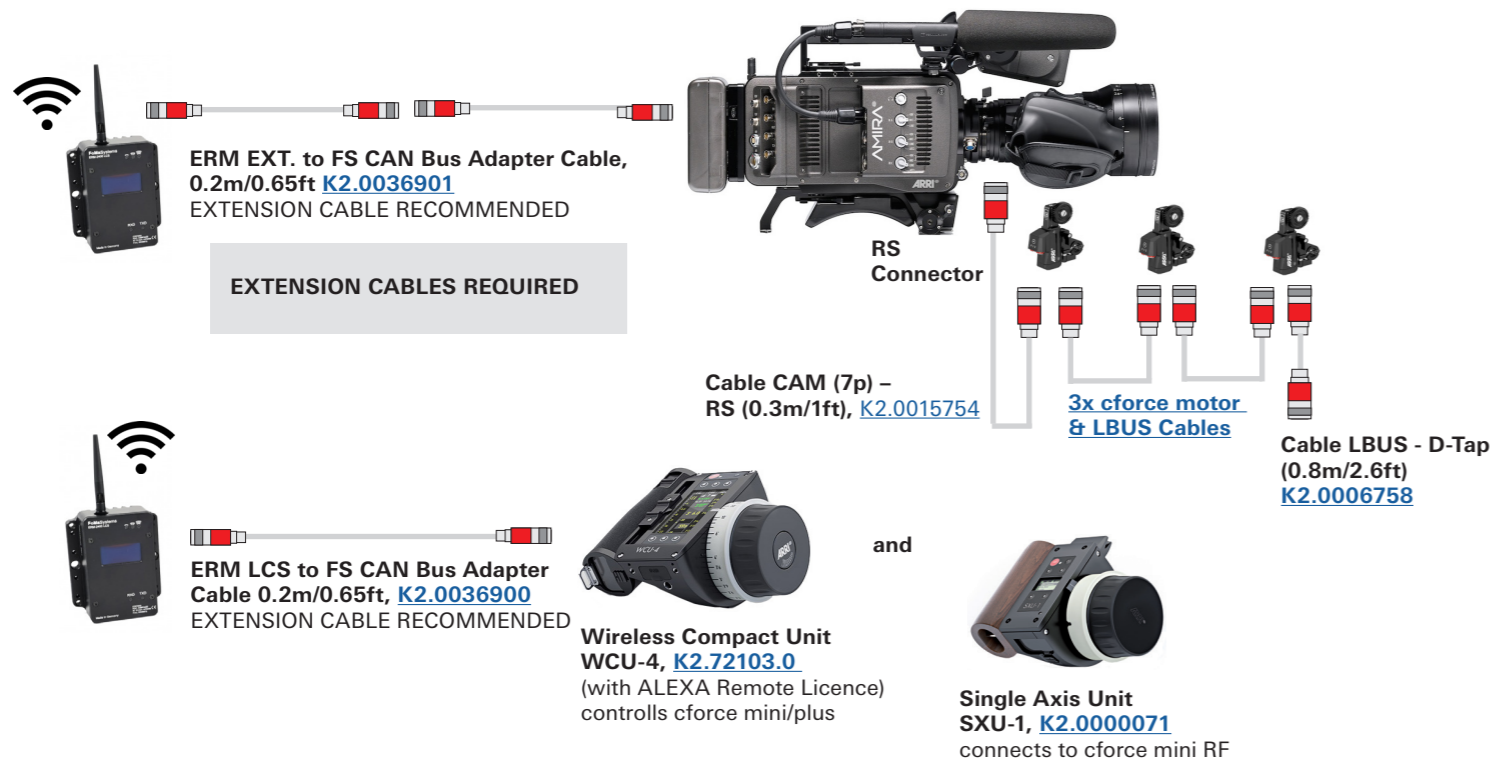 FoMaSystems
ERM EXT. to FS CAN Bus Adapter Cable,
0.2m/0.65ft K2.0036901
EXTENSION CABLE RECOMMENDED
EXTENSION CABLES REQUIRED
AMIRA
ARRI
RS
Connector
Cable CAM (7p) –
RS (0.3m/1ft), K2.0015754
3x cforce motor
& LBUS Cables
Cable LBUS - D-Tap
(0.8m/2.6ft)
K2.0006758
FoMaSystems
ERM LCS to FS CAN Bus Adapter
Cable 0.2m/0.65ft, K2.0036900
EXTENSION CABLE RECOMMENDED
WCU-4
ARRI
Wireless Compact Unit
WCU-4, K2.72103.0
(with ALEXA Remote Licence)
controlls cforce mini/plus
and
SXU-1
Single Axis Unit
SXU-1, K2.0000071
connects to cforce mini RF